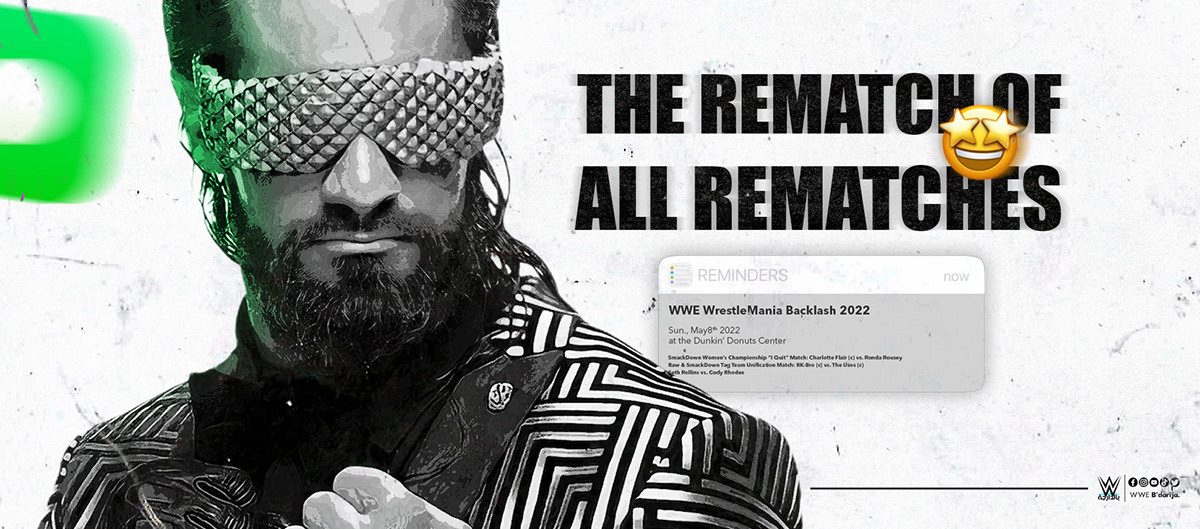 THE REMATCH OF
ALL REMATCHES
REMINDERS now
WWE WrestleMania Backlash 2022
Sun., May8th 2022
at the Dunkin' Donuts Center
SmackDown Women's Championship "I Quit" Match: Charlotte Flair (c) vs. Ronda Rousey
Raw & SmackDown Tag Team Unification Match: RK-Bro (c) vs. The Usos (c)
Seth Rollins vs. Cody Rhodes
بالدارجة
WWE B'darija.